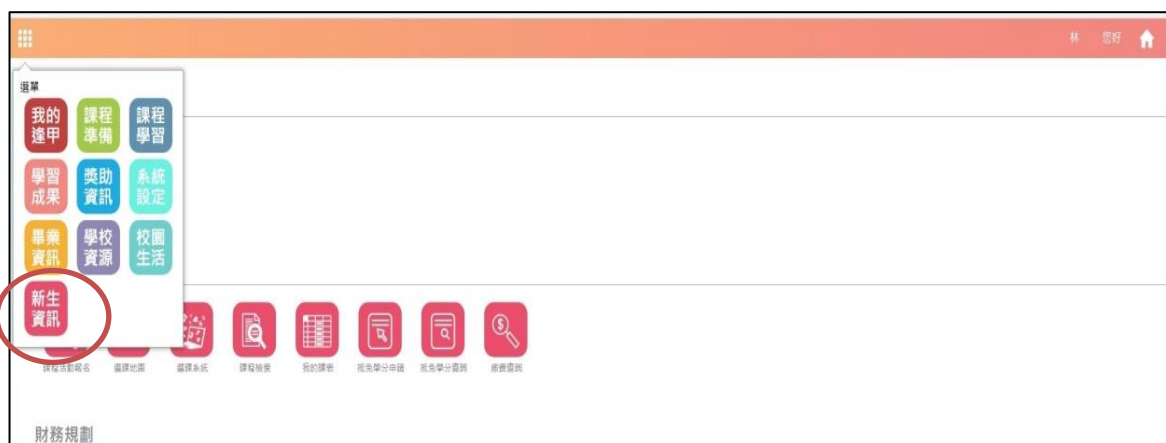 林 您好
選單
我的逢甲 課程準備 課程學習
學習成果 獎助資訊 系統設定
畢業資訊 學校資源 校園生活
新生資訊
課程活動報名 選課地圖 選課系統 課程檢索 我的課表 抵免學分申請 抵免學分查詢 繳費查詢
財務規劃